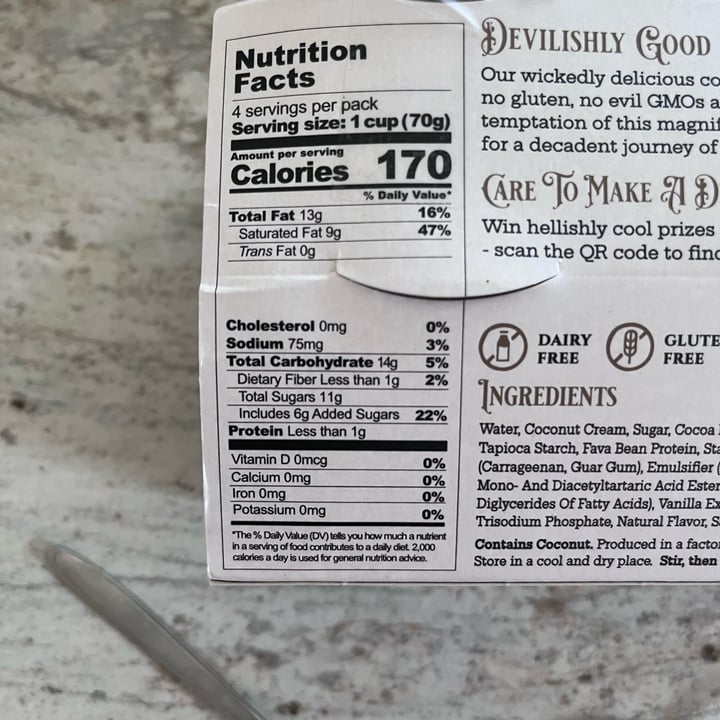 Nutrition
Facts
4 servings per pack
Serving size: 1 cup (70g)
Amount per serving
Calories 170
% Daily Value*
Total Fat 13g 16%
Saturated Fat 9g 47%
Trans Fat 0g
Cholesterol 0mg 0%
Sodium 75mg 3%
Total Carbohydrate 14g 5%
Dietary Fiber Less than 1g 2%
Total Sugars 11g
Includes 6g Added Sugars 22%
Protein Less than 1g
Vitamin D 0mcg 0%
Calcium 0mg 0%
Iron 0mg 0%
Potassium 0mg 0%
*The % Daily Value (DV) tells you how much a nutrient
in a serving of food contributes to a daily diet. 2,000
calories a day is used for general nutrition advice.
DEVILISHLY GOOD
Our wickedly delicious
no gluten, no evil GMOs
temptation of this
for a decadent journey of
CARE TO MAKE A
Win hellishly cool prizes
- scan the QR code to
DAIRY
FREE
FREE
INGREDIENTS
Water, Coconut Cream, Sugar, Cocoa
Tapioca Starch, Fava Bean Protein,
(Carrageenan, Guar Gum), Emulsifier
Mono- And Diacetyltartaric Acid
Diglycerides Of Fatty Acids), Vanilla
Trisodium Phosphate, Natural Flavor,
Contains Coconut. Produced in a
Store in a cool and dry place. Stir, then